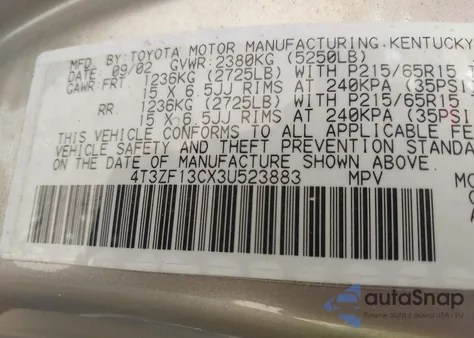 MFD. BY: TOYOTA MOTOR MANUFACTURING, KENTUCKY
DATE: 09/02 GVWR: 2380KG (5250LB)
GAWR: FRT 1236KG (2725LB) WITH P215/65R15
15 X 6.5JJ RIMS AT 240KPA (35PSI
RR 1236KG (2725LB) WITH P215/65R15
15 X 6.5JJ RIMS AT 240KPA (35PSI
THIS VEHICLE CONFORMS TO ALL APPLICABLE FE
VEHICLE SAFETY AND THEFT PREVENTION STANDA
ON THE DATE OF MANUFACTURE SHOWN ABOVE.
4T3ZF13CX3U523883 MPV MO
autoSnap